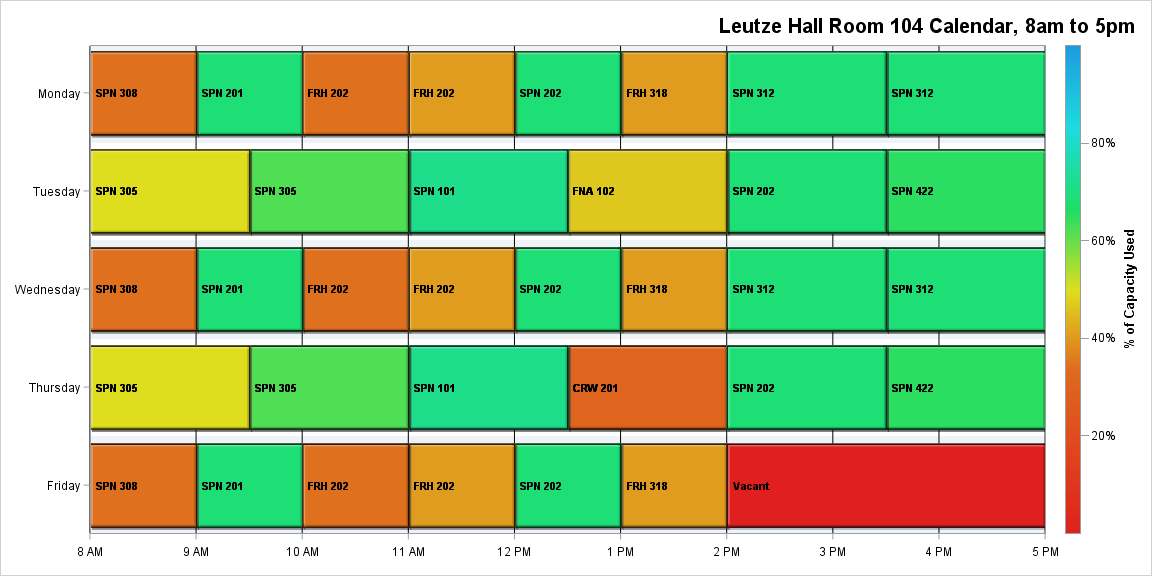 Leutze Hall Room 104 Calendar, 8am to 5pm
Monday
SPN 308
SPN 201
FRH 202
FRH 202
SPN 202
FRH 318
SPN 312
SPN 312
Tuesday
SPN 305
SPN 305
SPN 101
FNA 102
SPN 202
SPN 422
Wednesday
SPN 308
SPN 201
FRH 202
FRH 202
SPN 202
FRH 318
SPN 312
SPN 312
Thursday
SPN 305
SPN 305
SPN 101
CRW 201
SPN 202
SPN 422
Friday
SPN 308
SPN 201
FRH 202
FRH 202
SPN 202
FRH 318
Vacant
8 AM
9 AM
10 AM
11 AM
12 PM
1 PM
2 PM
3 PM
4 PM
5 PM
80%
60%
40%
20%
% of Capacity Used